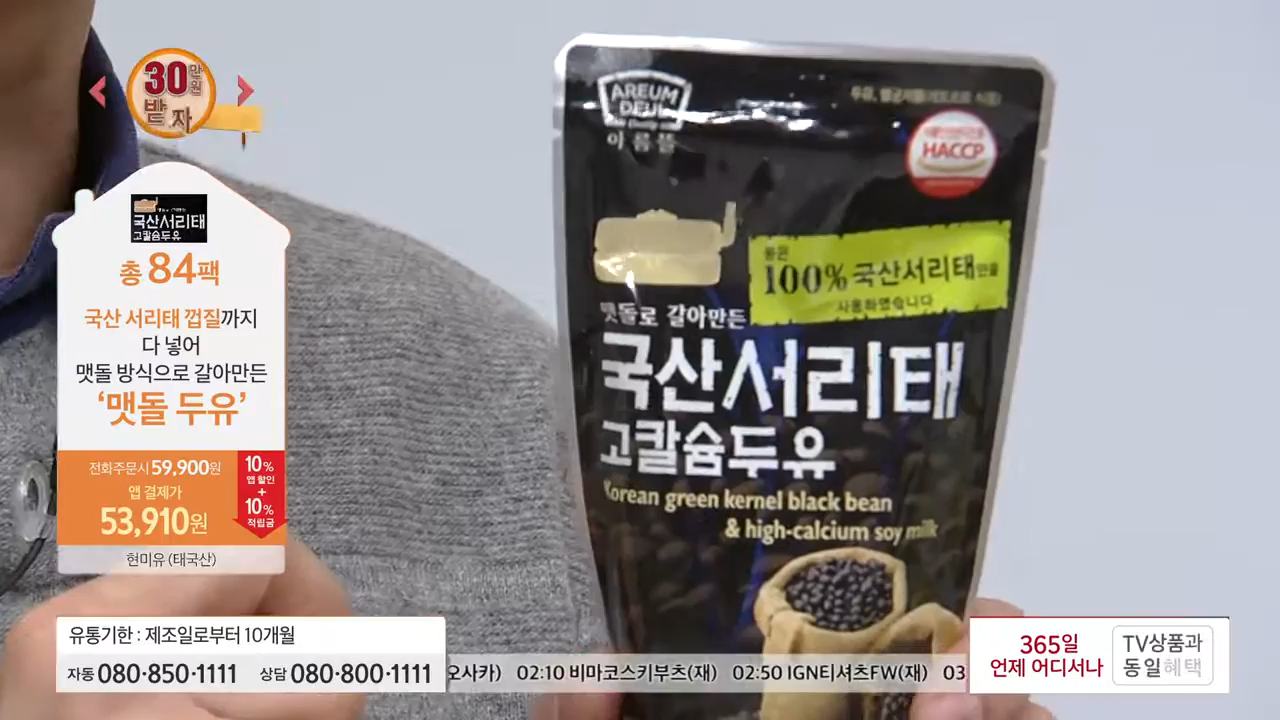 30만원
받자
국산서리태
고칼슘두유
총 84팩
국산 서리태 껍질까지
다 넣어
맷돌 방식으로 갈아만든
‘맷돌 두유’
전화주문시 59,900원
앱 결제가
53,910원
10%
앱 할인
+
10%
적립금
현미유 (태국산)
AREUM
DEUL
아름뜰
HACCP
통콩
100% 국산서리태만을
사용하였습니다
맷돌로 갈아만든
국산서리태
고칼슘두유
Korean green kernel black bean
& high-calcium soy milk
유통기한 : 제조일로부터 10개월
자동 080-850-1111 상담 080-800-1111
오사카) 02:10 비마코스키부츠(재) 02:50 IGN티셔츠FW(재) 03
365일
언제 어디서나
TV상품과
동일혜택